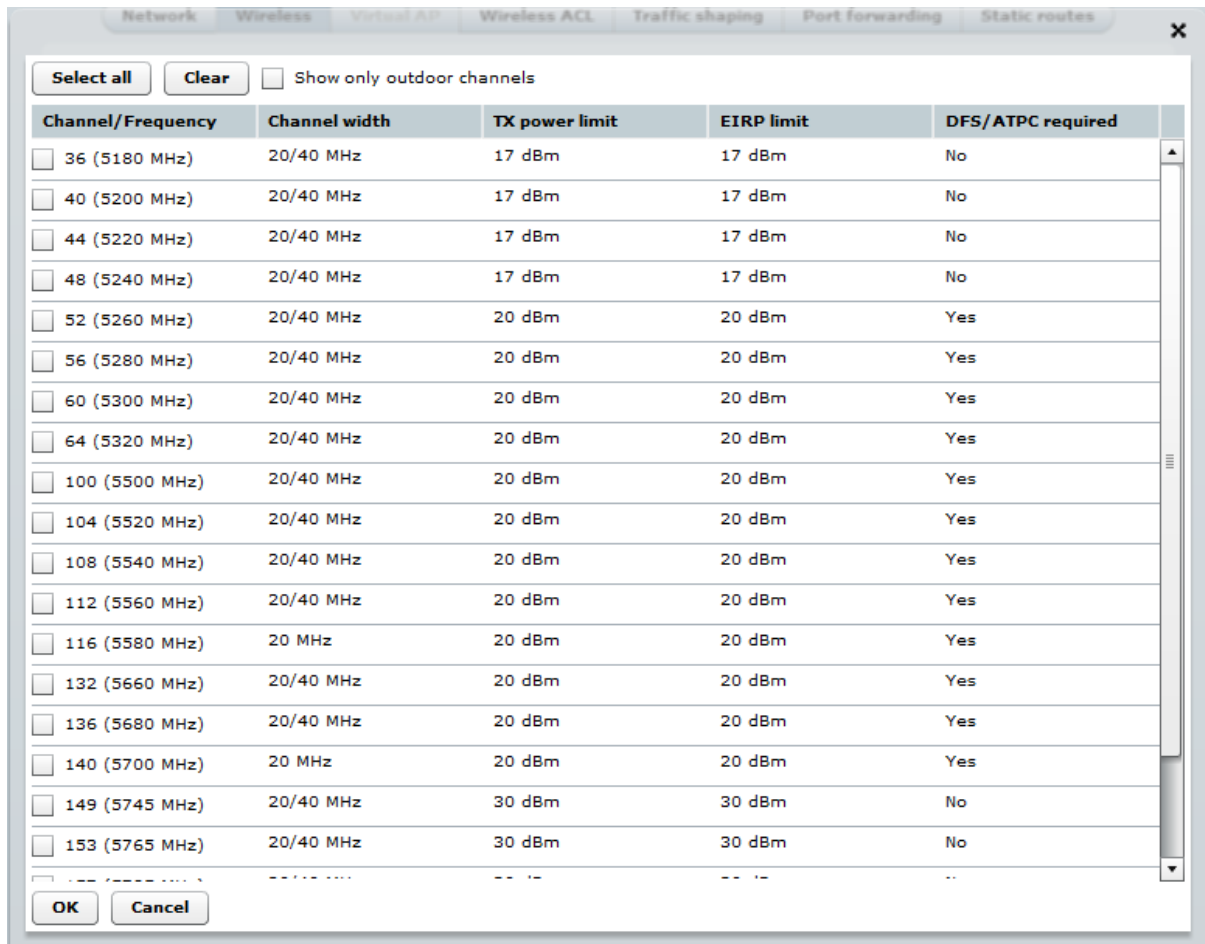 Network Wireless Virtual AP Wireless ACL Traffic shaping Port forwarding Static routes
Select all Clear Show only outdoor channels
Channel/Frequency Channel width TX power limit EIRP limit DFS/ATPC required
36 (5180 MHz) 20/40 MHz 17 dBm 17 dBm No
40 (5200 MHz) 20/40 MHz 17 dBm 17 dBm No
44 (5220 MHz) 20/40 MHz 17 dBm 17 dBm No
48 (5240 MHz) 20/40 MHz 17 dBm 17 dBm No
52 (5260 MHz) 20/40 MHz 20 dBm 20 dBm Yes
56 (5280 MHz) 20/40 MHz 20 dBm 20 dBm Yes
60 (5300 MHz) 20/40 MHz 20 dBm 20 dBm Yes
64 (5320 MHz) 20/40 MHz 20 dBm 20 dBm Yes
100 (5500 MHz) 20/40 MHz 20 dBm 20 dBm Yes
104 (5520 MHz) 20/40 MHz 20 dBm 20 dBm Yes
108 (5540 MHz) 20/40 MHz 20 dBm 20 dBm Yes
112 (5560 MHz) 20/40 MHz 20 dBm 20 dBm Yes
116 (5580 MHz) 20 MHz 20 dBm 20 dBm Yes
132 (5660 MHz) 20/40 MHz 20 dBm 20 dBm Yes
136 (5680 MHz) 20/40 MHz 20 dBm 20 dBm Yes
140 (5700 MHz) 20 MHz 20 dBm 20 dBm Yes
149 (5745 MHz) 20/40 MHz 30 dBm 30 dBm No
153 (5765 MHz) 20/40 MHz 30 dBm 30 dBm No
OK Cancel